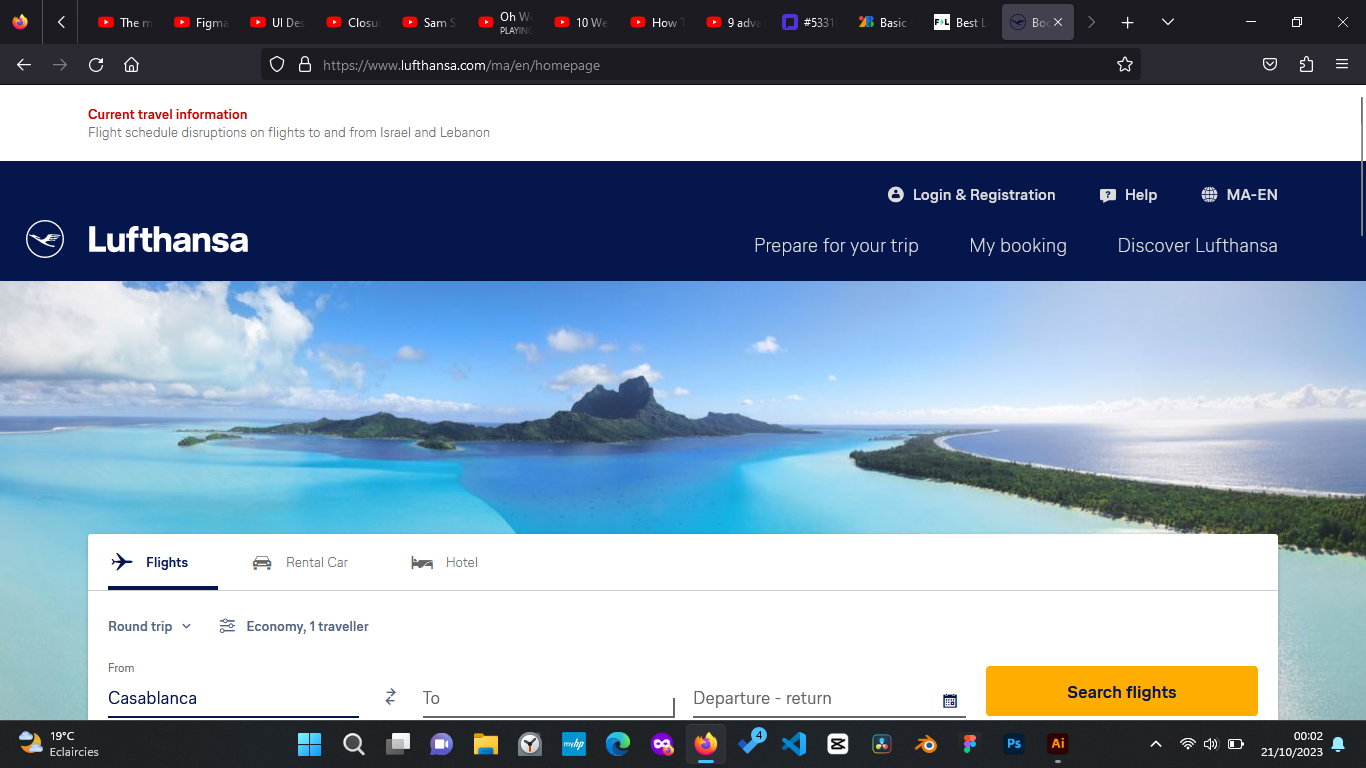 The m
Figma
UI Des
Closu
Sam S
Oh W
PLAYING
10 We
How T
9 adva
#5331
Basic
Best L
Boo
https://www.lufthansa.com/ma/en/homepage
Current travel information
Flight schedule disruptions on flights to and from Israel and Lebanon
Login & Registration
Help
MA-EN
Lufthansa
Prepare for your trip
My booking
Discover Lufthansa
Flights
Rental Car
Hotel
Round trip
Economy, 1 traveller
From
Casablanca
To
Departure - return
Search flights
19°C
Eclaircies
myhp
4
Ps
Ai
00:02
21/10/2023